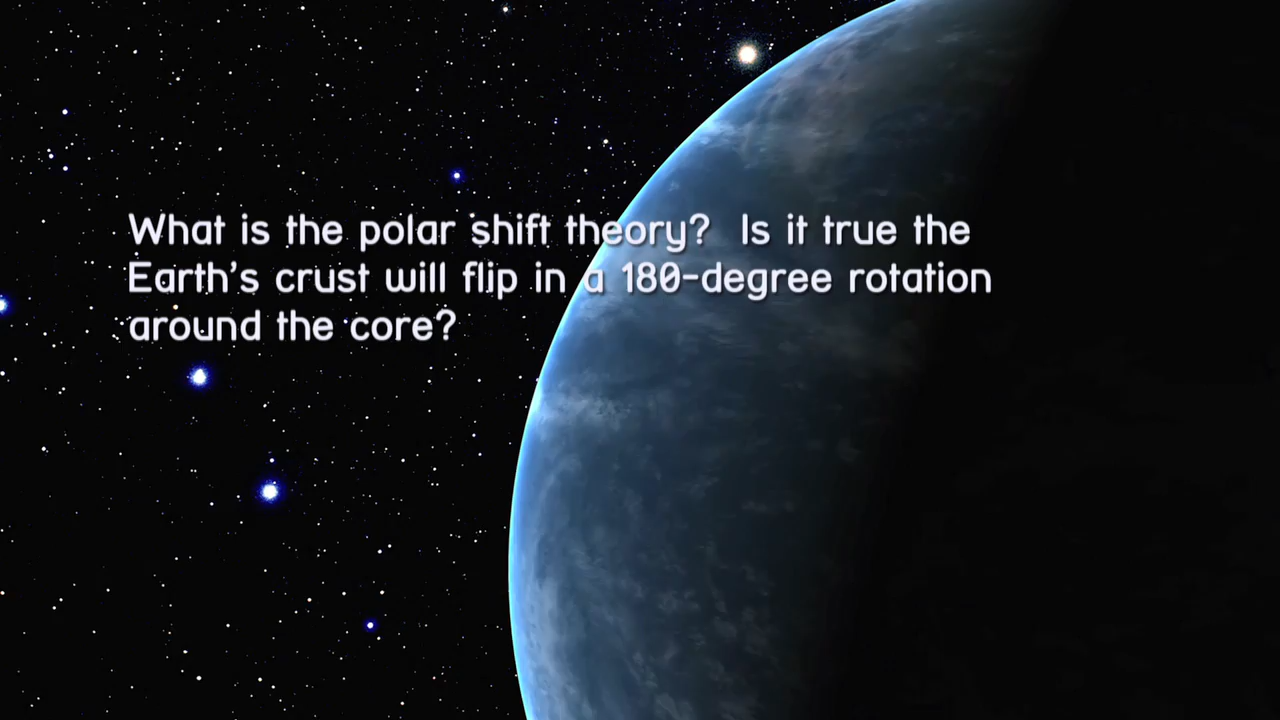 What is the polar shift theory?  Is it true the
Earth's crust will flip in a 180-degree rotation
around the core?